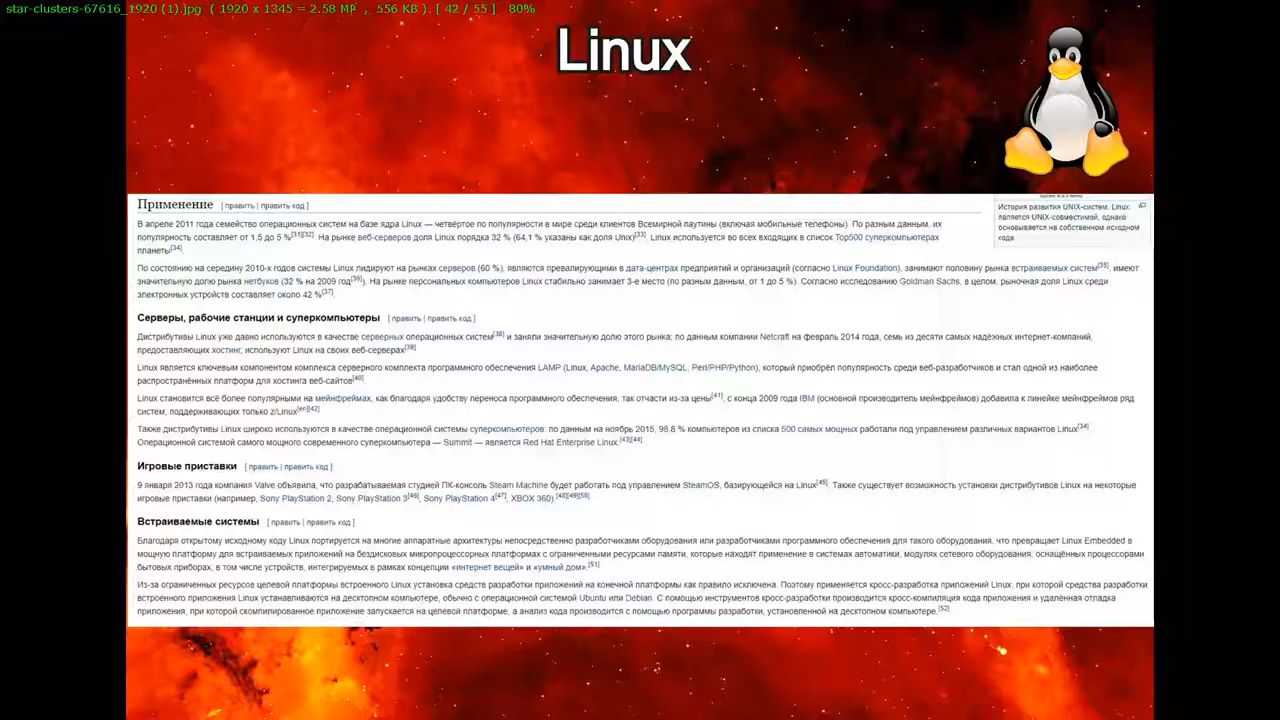 star-clusters-67616_1920 (1).jpg ( 1920 x 1345 = 2.58 MP , 556 KB ). [ 42 / 55 ] 80%
Linux
Применение [ править | править код ]
В апреле 2011 года семейство операционных систем на базе ядра Linux — четвёртое по популярности в мире среди клиентов Всемирной паутины (включая мобильные телефоны). По разным данным, их
популярность составляет от 1,5 до 5 %[31][32]. На рынке веб-серверов доля Linux порядка 32 % (64,1 % указаны как доля Unix)[33]. Linux используется во всех входящих в список Top500 суперкомпьютерах
планеты[34].
История развития UNIX-систем. Linux
является UNIX-совместимой, однако
основывается на собственном исходном
коде
По состоянию на середину 2010-х годов системы Linux лидируют на рынках серверов (60 %), являются превалирующими в дата-центрах предприятий и организаций (согласно Linux Foundation), занимают половину рынка встраиваемых систем[35], имеют
значительную долю рынка нетбуков (32 % на 2009 год[36]). На рынке персональных компьютеров Linux стабильно занимает 3-е место (по разным данным, от 1 до 5 %). Согласно исследованию Goldman Sachs, в целом, рыночная доля Linux среди
электронных устройств составляет около 42 %[37].
Серверы, рабочие станции и суперкомпьютеры [ править | править код ]
Дистрибутивы Linux уже давно используются в качестве серверных операционных систем[38] и заняли значительную долю этого рынка; по данным компании Netcraft на февраль 2014 года, семь из десяти самых надёжных интернет-компаний,
предоставляющих хостинг, используют Linux на своих веб-серверах[39].
Linux является ключевым компонентом комплекса серверного комплекта программного обеспечения LAMP (Linux, Apache, MariaDB/MySQL, Perl/PHP/Python), который приобрёл популярность среди веб-разработчиков и стал одной из наиболее
распространённых платформ для хостинга веб-сайтов[40].
Linux становится всё более популярными на мейнфреймах, как благодаря удобству переноса программного обеспечения, так отчасти из-за цены[41], с конца 2009 года IBM (основной производитель мейнфреймов) добавила к линейке мейнфреймов ряд
систем, поддерживающих только z/Linux[en][42]
Также дистрибутивы Linux широко используются в качестве операционной системы суперкомпьютеров: по данным на ноябрь 2015, 98,8 % компьютеров из списка 500 самых мощных работали под управлением различных вариантов Linux[34].
Операционной системой самого мощного современного суперкомпьютера — Summit — является Red Hat Enterprise Linux.[43][44]
Игровые приставки [ править | править код ]
9 января 2013 года компания Valve объявила, что разрабатываемая студией ПК-консоль Steam Machine будет работать под управлением SteamOS, базирующейся на Linux[45]. Также существует возможность установки дистрибутивов Linux на некоторые
игровые приставки (например, Sony PlayStation 2, Sony PlayStation 3[46], Sony PlayStation 4[47], XBOX 360).[48][49][50]
Встраиваемые системы [ править | править код ]
Благодаря открытому исходному коду Linux портируется на многие аппаратные архитектуры непосредственно разработчиками оборудования или разработчиками программного обеспечения для такого оборудования, что превращает Linux Embedded в
мощную платформу для встраиваемых приложений на бездисковых микропроцессорных платформах с ограниченными ресурсами памяти, которые находят применение в системах автоматики, модулях сетевого оборудования, оснащённых процессорами
бытовых приборах, в том числе устройств, интегрируемых в рамках концепции «интернет вещей» и «умный дом».[51]
Из-за ограниченных ресурсов целевой платформы встроенного Linux установка средств разработки приложений на конечной платформы как правило исключена. Поэтому применяется кросс-разработка приложений Linux, при которой средства разработки
встроенного приложения Linux устанавливаются на десктопном компьютере, обычно с операционной системой Ubuntu или Debian. С помощью инструментов кросс-разработки производится кросс-компиляция кода приложения и удалённая отладка
приложения, при которой скомпилированное приложение запускается на целевой платформе, а анализ кода производится с помощью программы разработки, установленной на десктопном компьютере.[52]